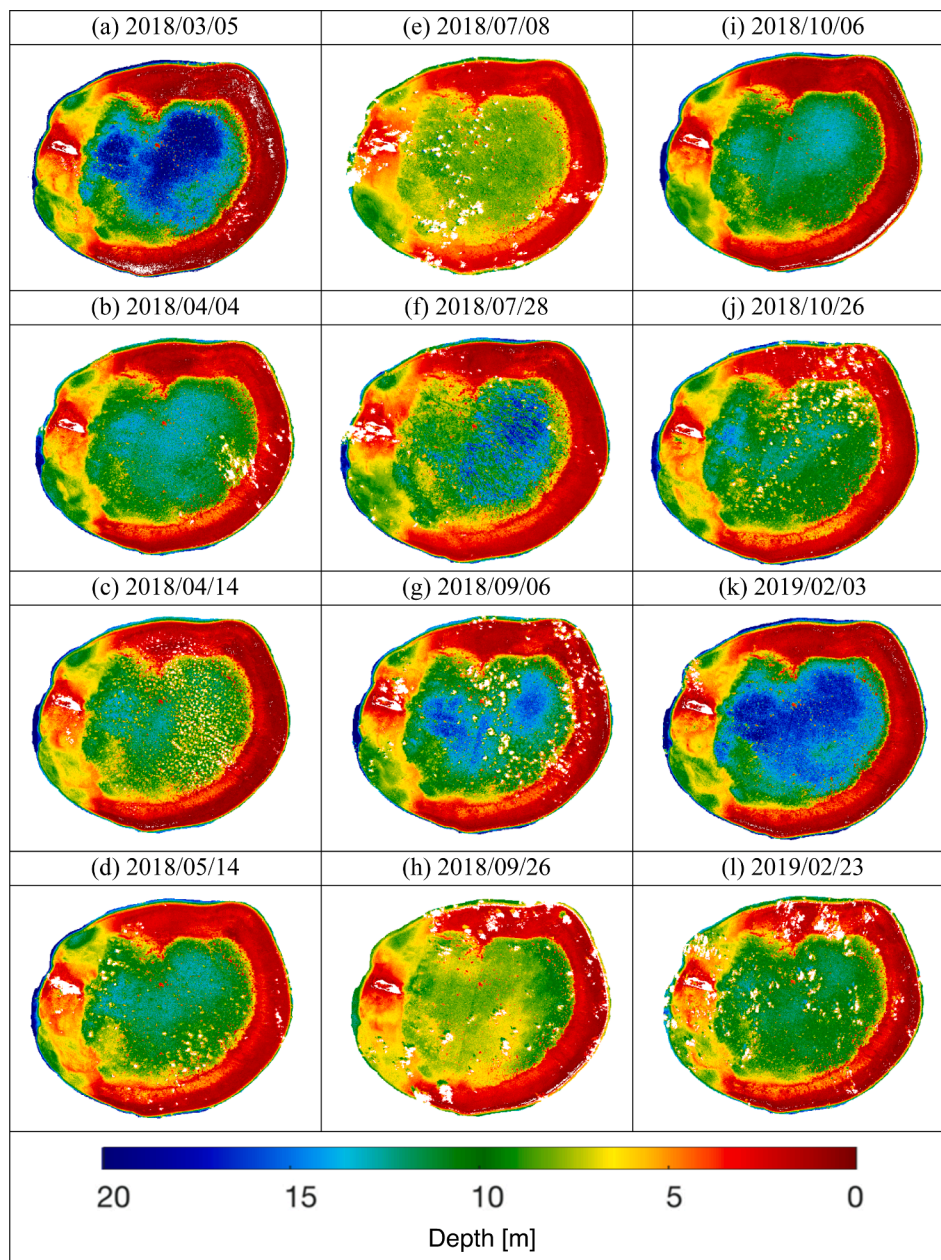 (a) 2018/03/05
(e) 2018/07/08
(i) 2018/10/06
(b) 2018/04/04
(f) 2018/07/28
(j) 2018/10/26
(c) 2018/04/14
(g) 2018/09/06
(k) 2019/02/03
(d) 2018/05/14
(h) 2018/09/26
(l) 2019/02/23
20 15 10 5 0
Depth [m]